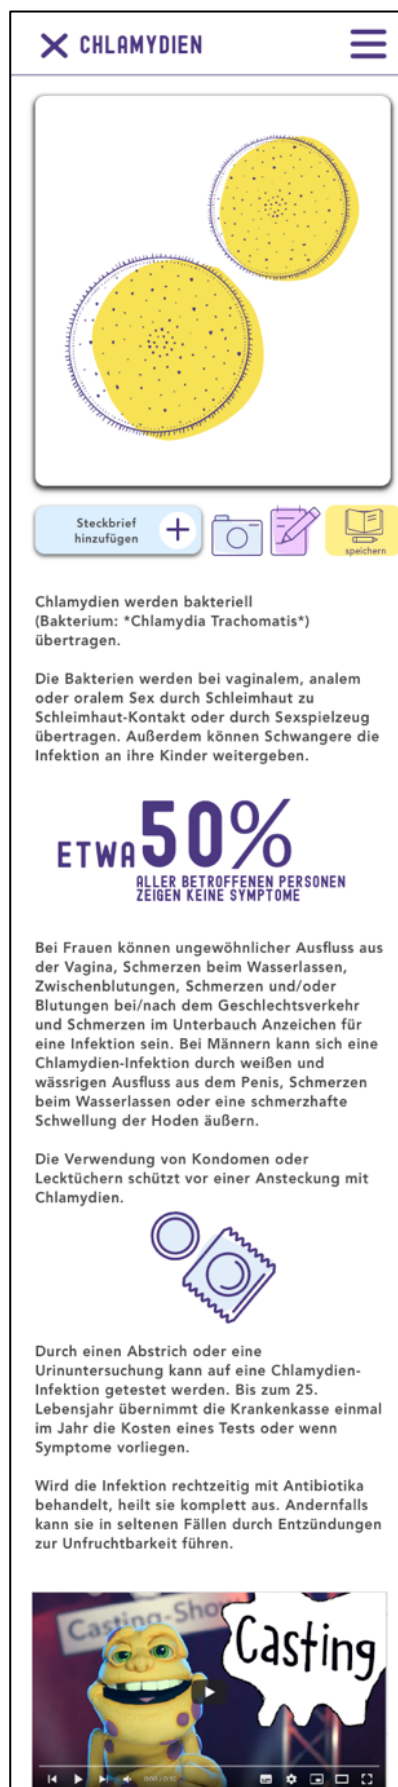 CHLAMYDIEN
Steckbrief
hinzufügen
speichern
Chlamydien werden bakteriell
(Bakterium: *Chlamydia Trachomatis*)
übertragen.
Die Bakterien werden bei vaginalem, analem
oder oralem Sex durch Schleimhaut zu
Schleimhaut-Kontakt oder durch Sexspielzeug
übertragen. Außerdem können Schwangere die
Infektion an ihre Kinder weitergeben.
ETWA 50%
ALLER BETROFFENEN PERSONEN
ZEIGEN KEINE SYMPTOME
Bei Frauen können ungewöhnlicher Ausfluss aus
der Vagina, Schmerzen beim Wasserlassen,
Zwischenblutungen, Schmerzen und/oder
Blutungen bei/nach dem Geschlechtsverkehr
und Schmerzen im Unterbauch Anzeichen für
eine Infektion sein. Bei Männern kann sich eine
Chlamydien-Infektion durch weißen und
wässrigen Ausfluss aus dem Penis, Schmerzen
beim Wasserlassen oder eine schmerzhafte
Schwellung der Hoden äußern.
Die Verwendung von Kondomen oder
Lecktüchern schützt vor einer Ansteckung mit
Chlamydien.
Durch einen Abstrich oder eine
Urinuntersuchung kann auf eine Chlamydien-
Infektion getestet werden. Bis zum 25.
Lebensjahr übernimmt die Krankenkasse einmal
im Jahr die Kosten eines Tests oder wenn
Symptome vorliegen.
Wird die Infektion rechtzeitig mit Antibiotika
behandelt, heilt sie komplett aus. Andernfalls
kann sie in seltenen Fällen durch Entzündungen
zur Unfruchtbarkeit führen.
Casting-Show
Casting